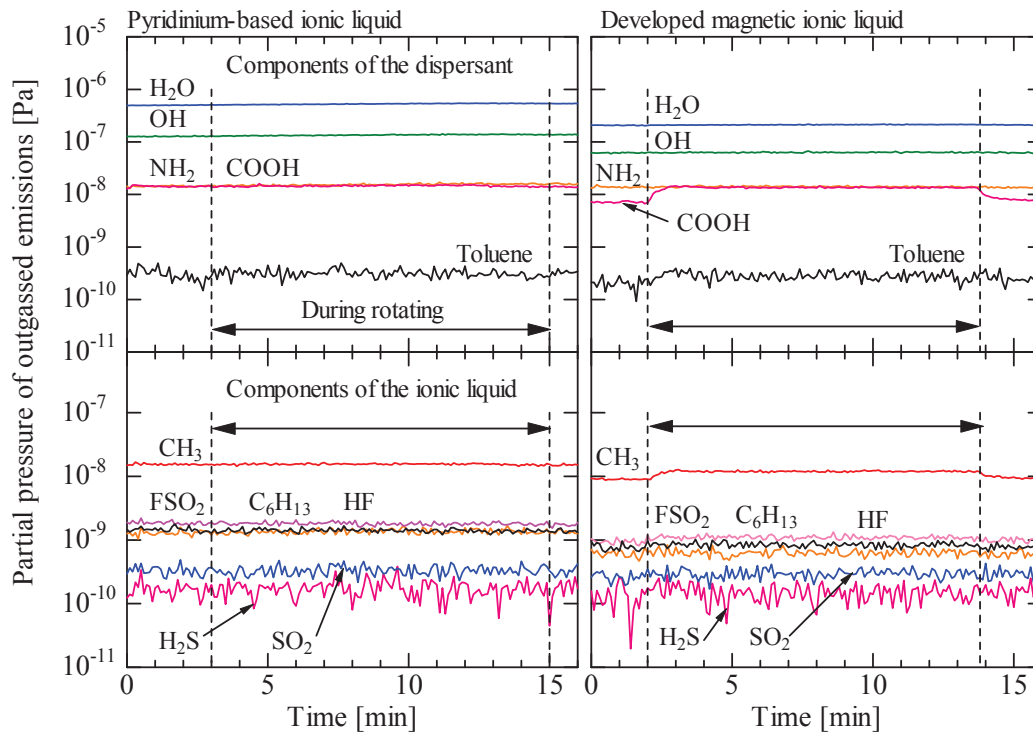 Pyridinium-based ionic liquid
Developed magnetic ionic liquid
Partial pressure of outgassed emissions [Pa]
10⁻⁵
10⁻⁶
10⁻⁷
10⁻⁸
10⁻⁹
10⁻¹⁰
10⁻¹¹
Components of the dispersant
H₂O
OH
NH₂ COOH
Toluene
During rotating
H₂O
OH
NH₂
COOH
Toluene
10⁻⁷
10⁻⁸
10⁻⁹
10⁻¹⁰
10⁻¹¹
Components of the ionic liquid
CH₃
FSO₂ C₆H₁₃ HF
H₂S SO₂
CH₃
FSO₂ C₆H₁₃ HF
H₂S SO₂
0 5 10 15
0 5 10 15
Time [min]
Time [min]